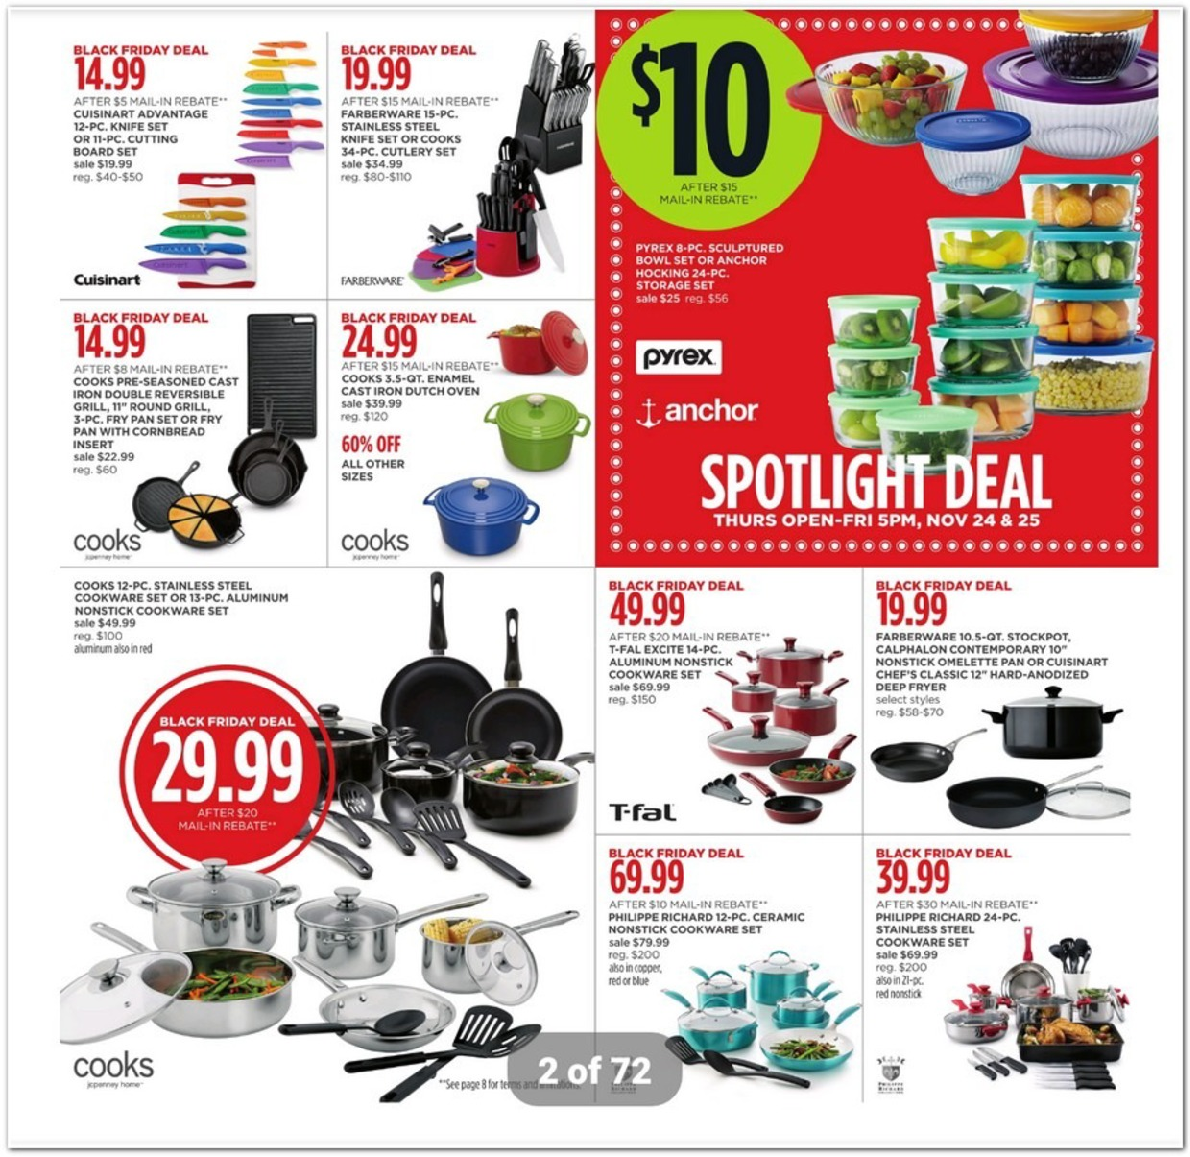 BLACK FRIDAY DEAL
14.99
AFTER $5 MAIL-IN REBATE**
CUISINART ADVANTAGE
12-PC. KNIFE SET
OR 11-PC. CUTTING
BOARD SET
sale $19.99
reg. $40-$50
Cuisinart
BLACK FRIDAY DEAL
19.99
AFTER $15 MAIL-IN REBATE**
FARBERWARE 15-PC.
STAINLESS STEEL
KNIFE SET OR COOKS
34-PC. CUTLERY SET
sale $34.99
reg. $80-$110
FARBERWARE
$10
AFTER $15
MAIL-IN REBATE**
PYREX 8-PC. SCULPTURED
BOWL SET OR ANCHOR
HOCKING 24-PC.
STORAGE SET
sale $25 reg. $56
pyrex
anchor
SPOTLIGHT DEAL
THURS OPEN-FRI 5PM, NOV 24 & 25
BLACK FRIDAY DEAL
14.99
AFTER $8 MAIL-IN REBATE**
COOKS PRE-SEASONED CAST
IRON DOUBLE REVERSIBLE
GRILL, 11" ROUND GRILL,
3-PC. FRY PAN SET OR FRY
PAN WITH CORNBREAD
INSERT
sale $22.99
reg. $60
cooks
jcpenney home™
BLACK FRIDAY DEAL
24.99
AFTER $15 MAIL-IN REBATE**
COOKS 3.5-QT. ENAMEL
CAST IRON DUTCH OVEN
sale $39.99
reg. $120
60% OFF
ALL OTHER
SIZES
cooks
jcpenney home™
COOKS 12-PC. STAINLESS STEEL
COOKWARE SET OR 13-PC. ALUMINUM
NONSTICK COOKWARE SET
sale $49.99
reg. $100
aluminum also in red
BLACK FRIDAY DEAL
29.99
AFTER $20
MAIL-IN REBATE**
cooks
jcpenney home™
**See page 8 for terms and limitations.
BLACK FRIDAY DEAL
49.99
AFTER $20 MAIL-IN REBATE**
T-FAL EXCITE 14-PC.
ALUMINUM NONSTICK
COOKWARE SET
sale $69.99
reg. $150
T-fal
BLACK FRIDAY DEAL
19.99
FARBERWARE 10.5-QT. STOCKPOT,
CALPHALON CONTEMPORARY 10"
NONSTICK OMELETTE PAN OR CUISINART
CHEF'S CLASSIC 12" HARD-ANODIZED
DEEP FRYER
select styles
reg. $58-$70
BLACK FRIDAY DEAL
69.99
AFTER $10 MAIL-IN REBATE**
PHILIPPE RICHARD 12-PC. CERAMIC
NONSTICK COOKWARE SET
sale $79.99
reg. $200
also in copper,
red or blue
BLACK FRIDAY DEAL
39.99
AFTER $30 MAIL-IN REBATE**
PHILIPPE RICHARD 24-PC.
STAINLESS STEEL
COOKWARE SET
sale $69.99
reg. $200
also in 21-pc.
red nonstick
PHILIPPE
RICHARD
2 of 72